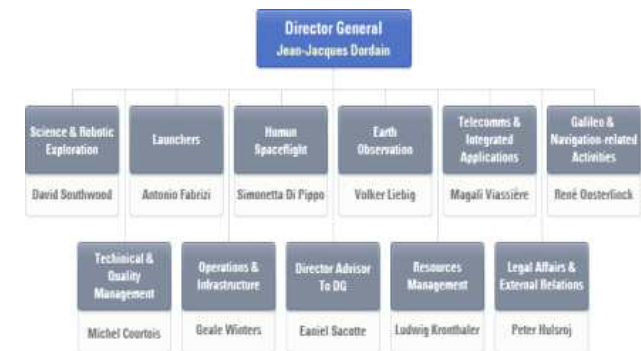 Director General
Jean-Jacques Dordain
Science & Robotic
Exploration
David Southwood
Launchers
Antonio Fabrizi
Human
Spaceflight
Simonetta Di Pippo
Earth
Observation
Volker Liebig
Telecomms &
Integrated
Applications
Magali Viassière
Galileo &
Navigation-related
Activities
René Oosterlinck
Techinical &
Quality
Management
Michel Courtois
Operations &
Infrastructure
Geale Winters
Director Advisor
To DG
Eaniel Sacotte
Resources
Management
Ludwig Kronthaler
Legal Affairs &
External Relations
Peter Hulsroj